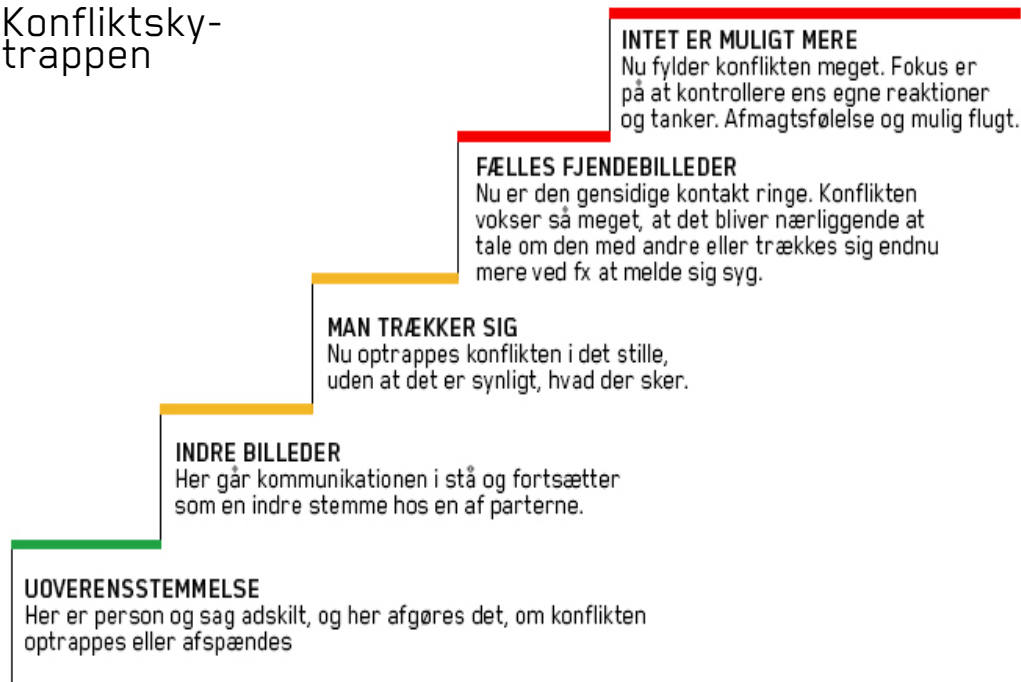 Konfliktsky-
trappen
INTET ER MULIGT MERE
Nu fylder konflikten meget. Fokus er
på at kontrollere ens egne reaktioner
og tanker. Afmagtsfølelse og mulig flugt.
FÆLLES FJENDEBILLEDER
Nu er den gensidige kontakt ringe. Konflikten
vokser så meget, at det bliver nærliggende at
tale om den med andre eller trækkes sig endnu
mere ved fx at melde sig syg.
MAN TRÆKKER SIG
Nu optrappes konflikten i det stille,
uden at det er synligt, hvad der sker.
INDRE BILLEDER
Her går kommunikationen i stå og fortsætter
som en indre stemme hos en af parterne.
UOVERENSSTEMMELSE
Her er person og sag adskilt, og her afgøres det, om konflikten
optrappes eller afspændes